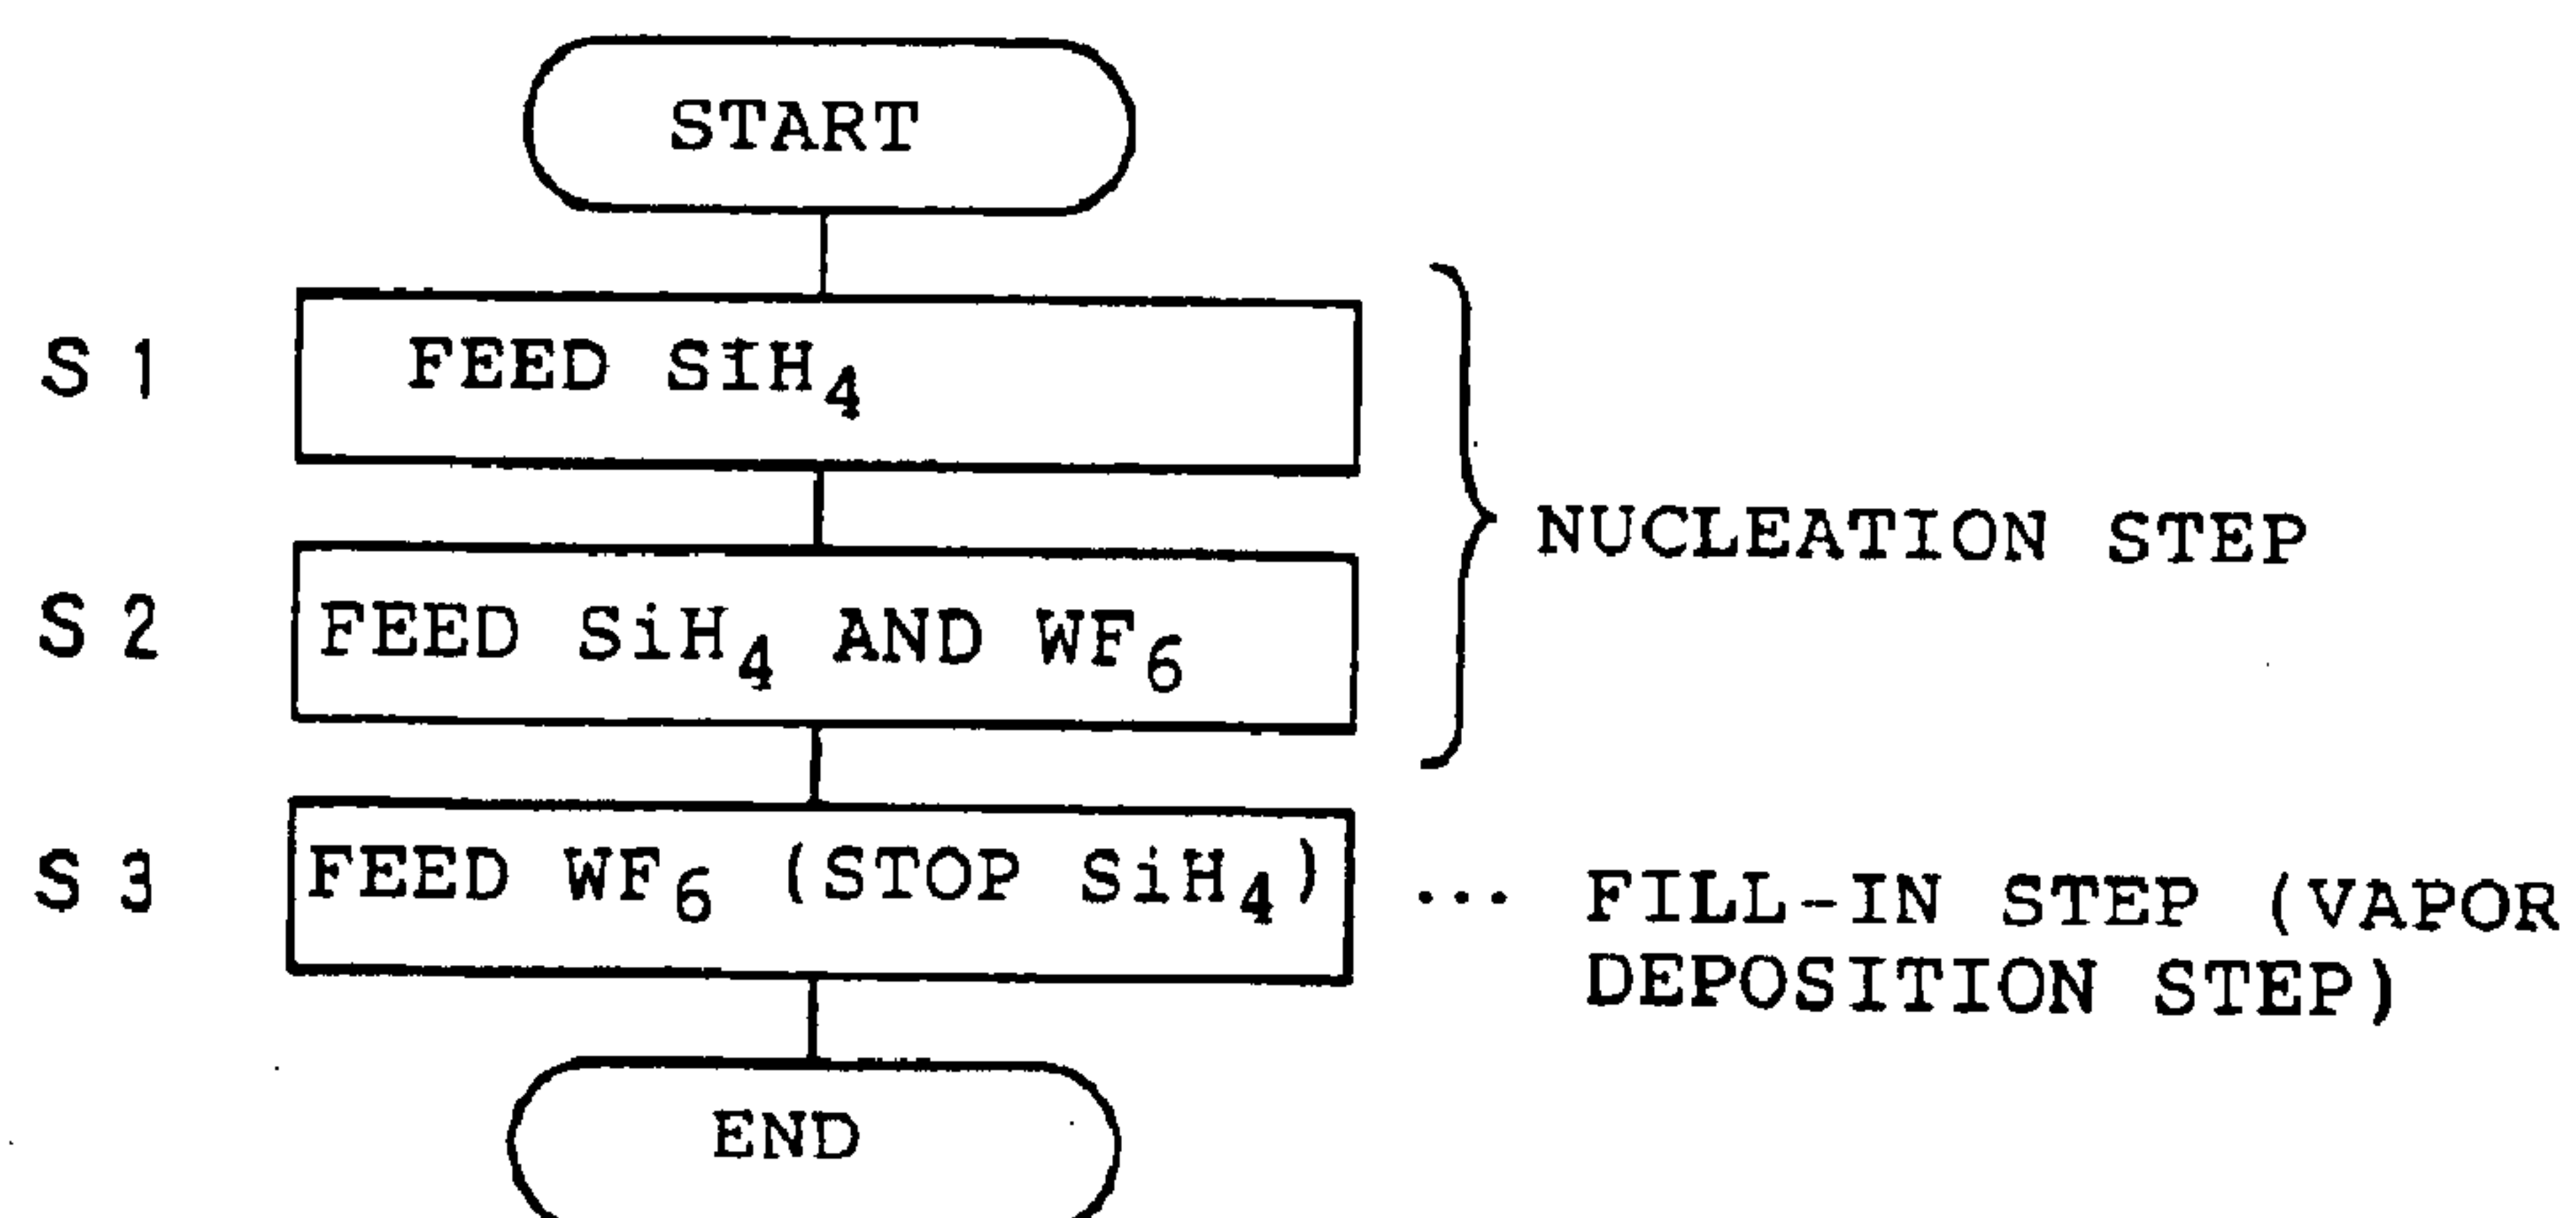 START
S 1 FEED SiH4
S 2 FEED SiH4 AND WF6
NUCLEATION STEP
S 3 FEED WF6 (STOP SiH4) ... FILL-IN STEP (VAPOR
DEPOSITION STEP)
END